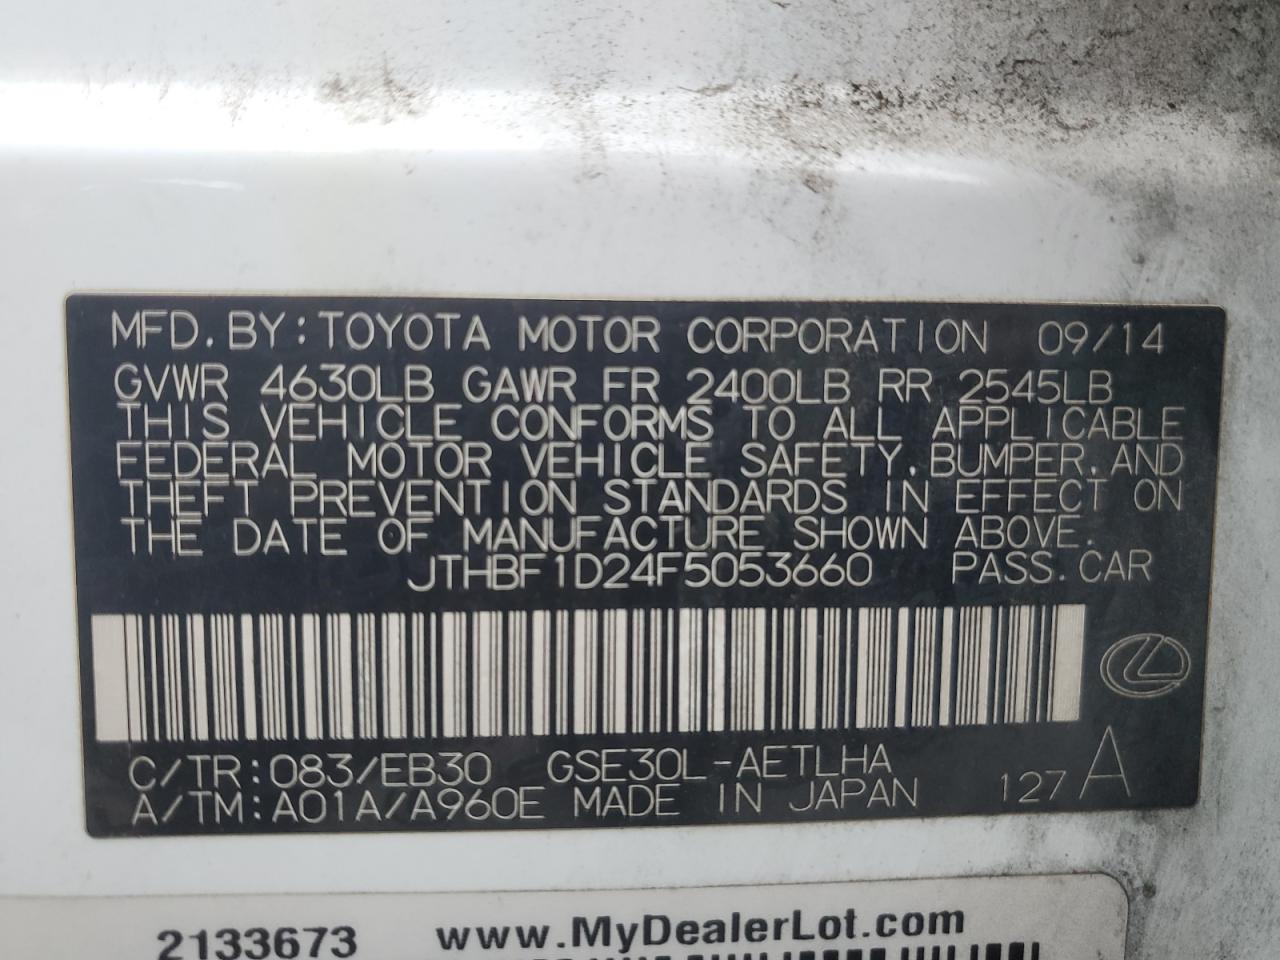 MFD. BY: TOYOTA MOTOR CORPORATION 09/14
GVWR 4630LB GAWR FR 2400LB RR 2545LB
THIS VEHICLE CONFORMS TO ALL APPLICABLE
FEDERAL MOTOR VEHICLE SAFETY, BUMPER, AND
THEFT PREVENTION STANDARDS IN EFFECT ON
THE DATE OF MANUFACTURE SHOWN ABOVE.
JTHBF1D24F5053660 PASS. CAR
C/TR: 083/EB30 GSE30L-AETLHA
A/TM: A01A/A960E MADE IN JAPAN 127 A
2133673 www.MyDealerLot.com